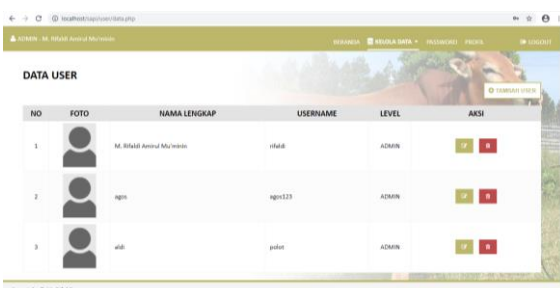 localhost/sapi/user/data.php
ADMIN - M. Rifaldi Amirul Mu'minin
BERANDA KELOLA DATA PASSWORD PROFIL LOGOUT
DATA USER
TAMBAH USER
NO FOTO NAMA LENGKAP USERNAME LEVEL AKSI
1 M. Rifaldi Amirul Mu'minin rifaldi ADMIN
2 agos agos123 ADMIN
3 aldi polot ADMIN